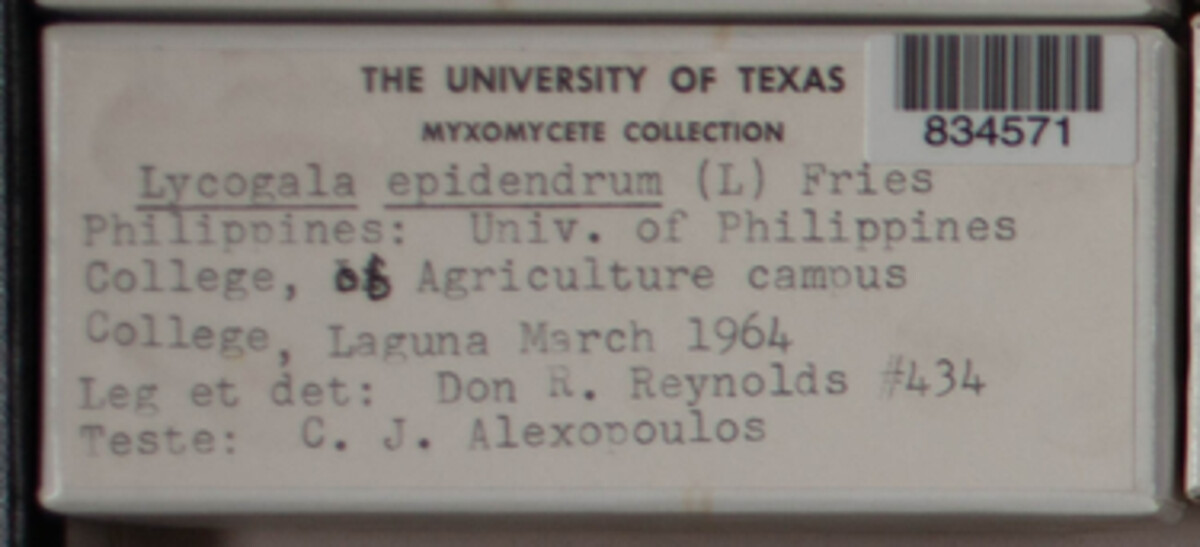 THE UNIVERSITY OF TEXAS
MYXOMYCETE COLLECTION
834571
Lycogala epidendrum (L) Fries
Philippines: Univ. of Philippines
College, of Agriculture campus
College, Laguna March 1964
Leg et det: Don R. Reynolds #434
Teste: C. J. Alexopoulos